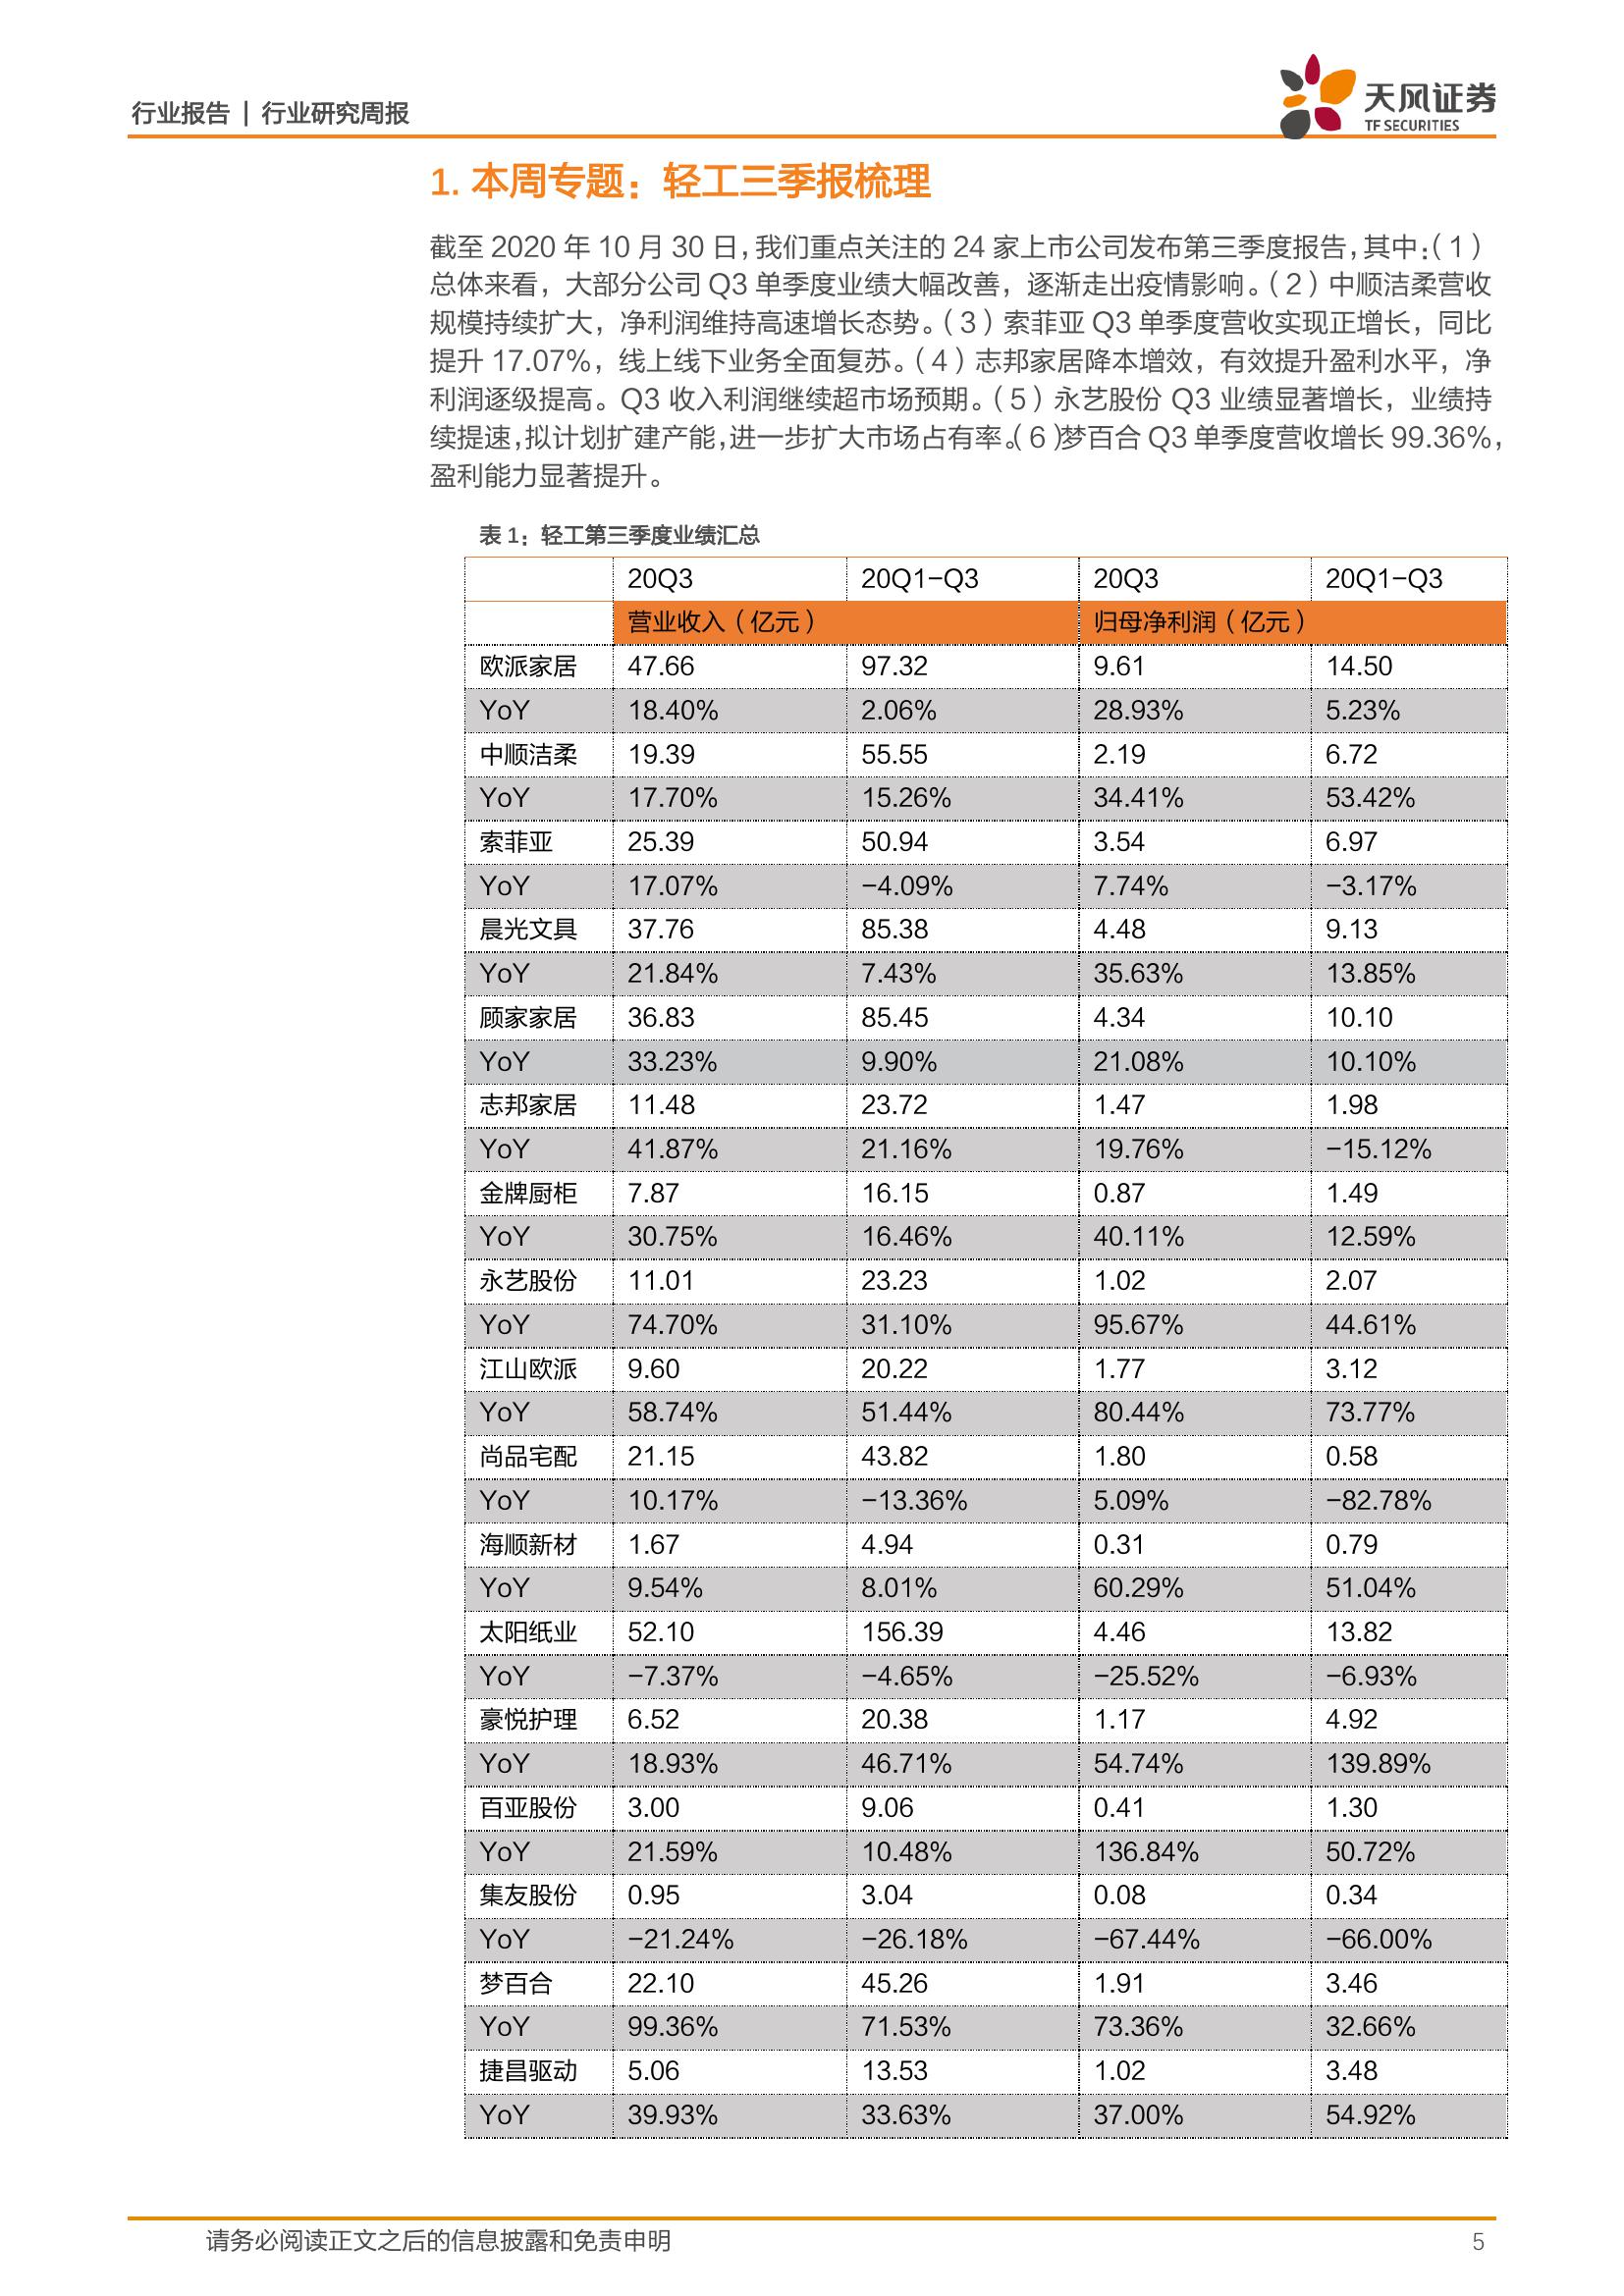 行业报告 | 行业研究周报
天风证券
TF SECURITIES
1. 本周专题：轻工三季报梳理
截至 2020 年 10 月 30 日，我们重点关注的 24 家上市公司发布第三季度报告，其中：（1）
总体来看，大部分公司 Q3 单季度业绩大幅改善，逐渐走出疫情影响。（2）中顺洁柔营收
规模持续扩大，净利润维持高速增长态势。（3）索菲亚 Q3 单季度营收实现正增长，同比
提升 17.07%，线上线下业务全面复苏。（4）志邦家居降本增效，有效提升盈利水平，净
利润逐级提高。Q3 收入利润继续超市场预期。（5）永艺股份 Q3 业绩显著增长，业绩持
续提速，拟计划扩建产能，进一步扩大市场占有率。（6）梦百合 Q3 单季度营收增长 99.36%，
盈利能力显著提升。
表 1：轻工第三季度业绩汇总
20Q3 20Q1-Q3 20Q3 20Q1-Q3
营业收入（亿元） 归母净利润（亿元）
欧派家居 47.66 97.32 9.61 14.50
YoY 18.40% 2.06% 28.93% 5.23%
中顺洁柔 19.39 55.55 2.19 6.72
YoY 17.70% 15.26% 34.41% 53.42%
索菲亚 25.39 50.94 3.54 6.97
YoY 17.07% -4.09% 7.74% -3.17%
晨光文具 37.76 85.38 4.48 9.13
YoY 21.84% 7.43% 35.63% 13.85%
顾家家居 36.83 85.45 4.34 10.10
YoY 33.23% 9.90% 21.08% 10.10%
志邦家居 11.48 23.72 1.47 1.98
YoY 41.87% 21.16% 19.76% -15.12%
金牌厨柜 7.87 16.15 0.87 1.49
YoY 30.75% 16.46% 40.11% 12.59%
永艺股份 11.01 23.23 1.02 2.07
YoY 74.70% 31.10% 95.67% 44.61%
江山欧派 9.60 20.22 1.77 3.12
YoY 58.74% 51.44% 80.44% 73.77%
尚品宅配 21.15 43.82 1.80 0.58
YoY 10.17% -13.36% 5.09% -82.78%
海顺新材 1.67 4.94 0.31 0.79
YoY 9.54% 8.01% 60.29% 51.04%
太阳纸业 52.10 156.39 4.46 13.82
YoY -7.37% -4.65% -25.52% -6.93%
豪悦护理 6.52 20.38 1.17 4.92
YoY 18.93% 46.71% 54.74% 139.89%
百亚股份 3.00 9.06 0.41 1.30
YoY 21.59% 10.48% 136.84% 50.72%
集友股份 0.95 3.04 0.08 0.34
YoY -21.24% -26.18% -67.44% -66.00%
梦百合 22.10 45.26 1.91 3.46
YoY 99.36% 71.53% 73.36% 32.66%
捷昌驱动 5.06 13.53 1.02 3.48
YoY 39.93% 33.63% 37.00% 54.92%
请务必阅读正文之后的信息披露和免责申明 5